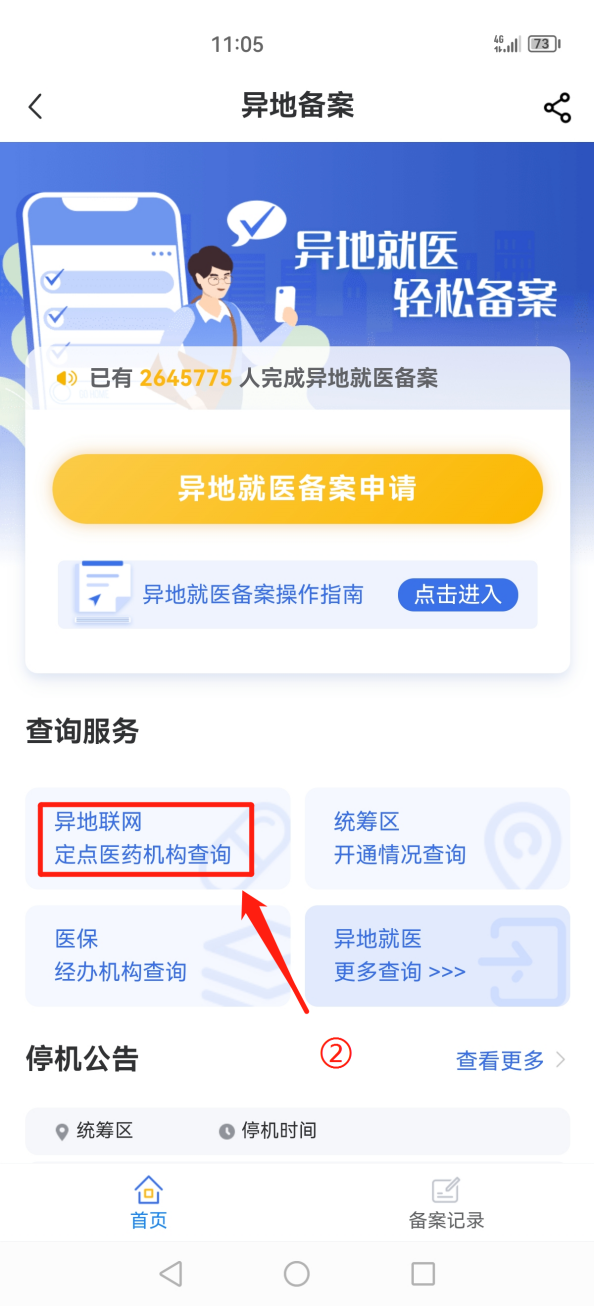 11:05
4G
73
异地备案
异地就医
轻松备案
已有 2645775 人完成异地就医备案
异地就医备案申请
异地就医备案操作指南
点击进入
查询服务
异地联网
定点医药机构查询
统筹区
开通情况查询
医保
经办机构查询
异地就医
更多查询 >>>
停机公告
②
查看更多
统筹区
停机时间
首页
备案记录